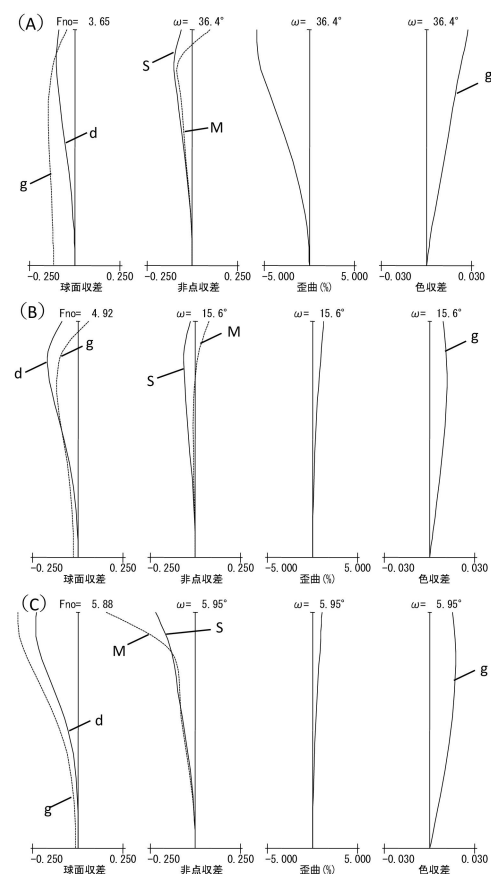 (A) Fno= 3.65 ω= 36.4° ω= 36.4° ω= 36.4°
S
g
M
d
g
-0.250 0.250 -0.250 0.250 -5.000 5.000 -0.030 0.030
球面収差 非点収差 歪曲(%) 色収差
(B) Fno= 4.92 ω= 15.6° ω= 15.6° ω= 15.6°
g M g
d S
-0.250 0.250 -0.250 0.250 -5.000 5.000 -0.030 0.030
球面収差 非点収差 歪曲(%) 色収差
(C) Fno= 5.88 ω= 5.95° ω= 5.95° ω= 5.95°
S
M
g
d
g
-0.250 0.250 -0.250 0.250 -5.000 5.000 -0.030 0.030
球面収差 非点収差 歪曲(%) 色収差